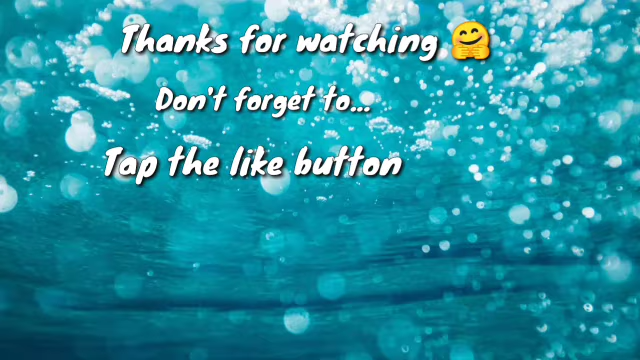 Thanks for watching 🤗
Don't forget to...
Tap the like button